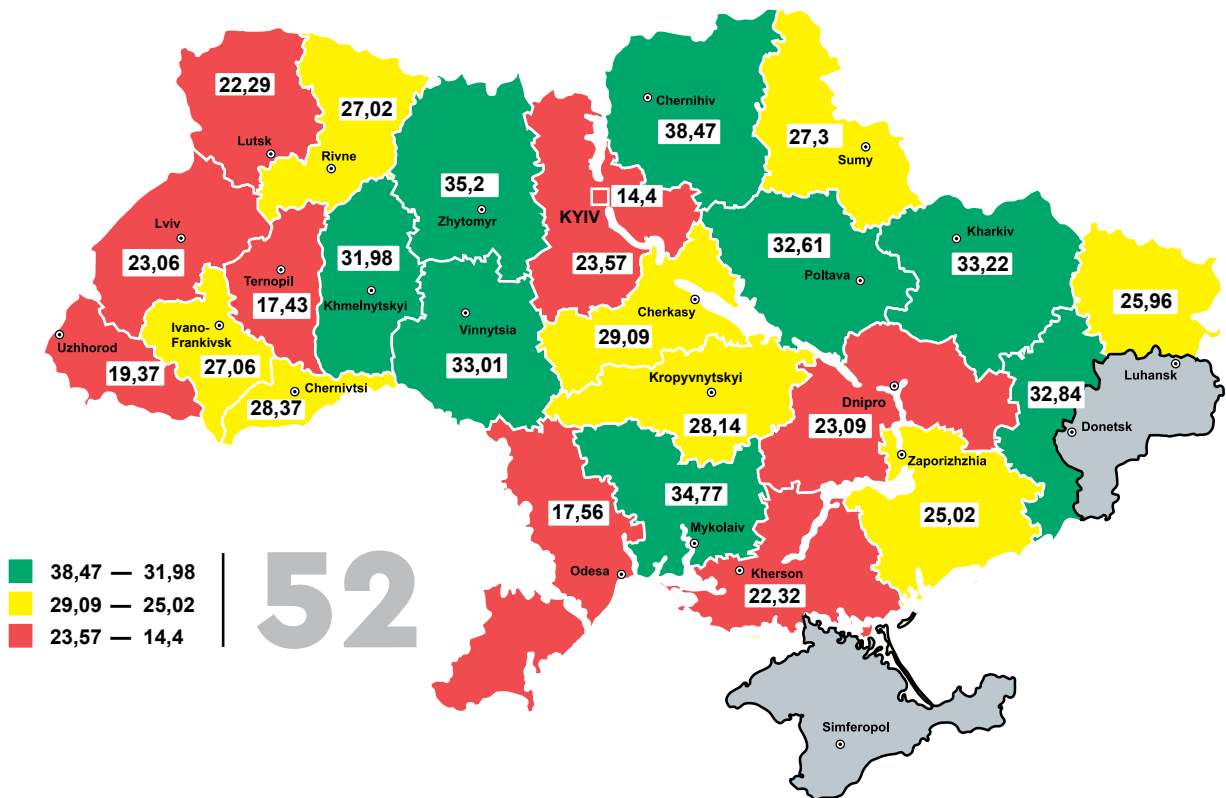 22,29
Lutsk
27,02
Rivne
35,2
Zhytomyr
Chernihiv
38,47
27,3
Sumy
14,4
KYIV
23,57
Lviv
23,06
Ternopil
17,43
31,98
Khmelnytskyi
Vinnytsia
33,01
32,61
Poltava
Kharkiv
33,22
25,96
Luhansk
Uzhhorod
19,37
Ivano-
Frankivsk
27,06
Chernivtsi
28,37
Cherkasy
29,09
Kropyvnytskyi
28,14
Dnipro
23,09
32,84
Donetsk
Zaporizhzhia
25,02
17,56
Odesa
34,77
Mykolaiv
Kherson
22,32
Simferopol
38,47 — 31,98
29,09 — 25,02
23,57 — 14,4
52